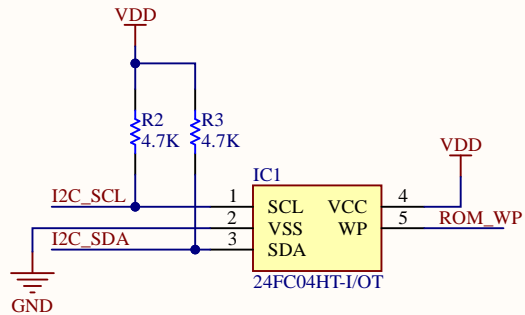 VDD
R2
4.7K
R3
4.7K
VDD
IC1
I2C_SCL
1
SCL
VCC
4
2
VSS
WP
5
ROM_WP
I2C_SDA
3
SDA
24FC04HT-I/OT
GND